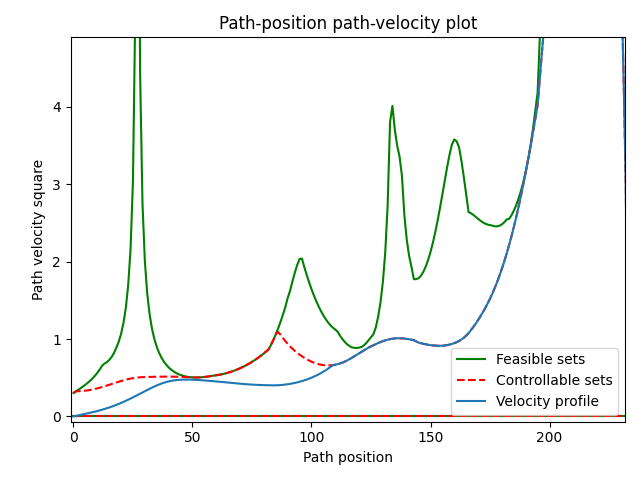 Path-position path-velocity plot
Path velocity square
4
3
2
1
0
0
50
100
150
200
Path position
Feasible sets
Controllable sets
Velocity profile